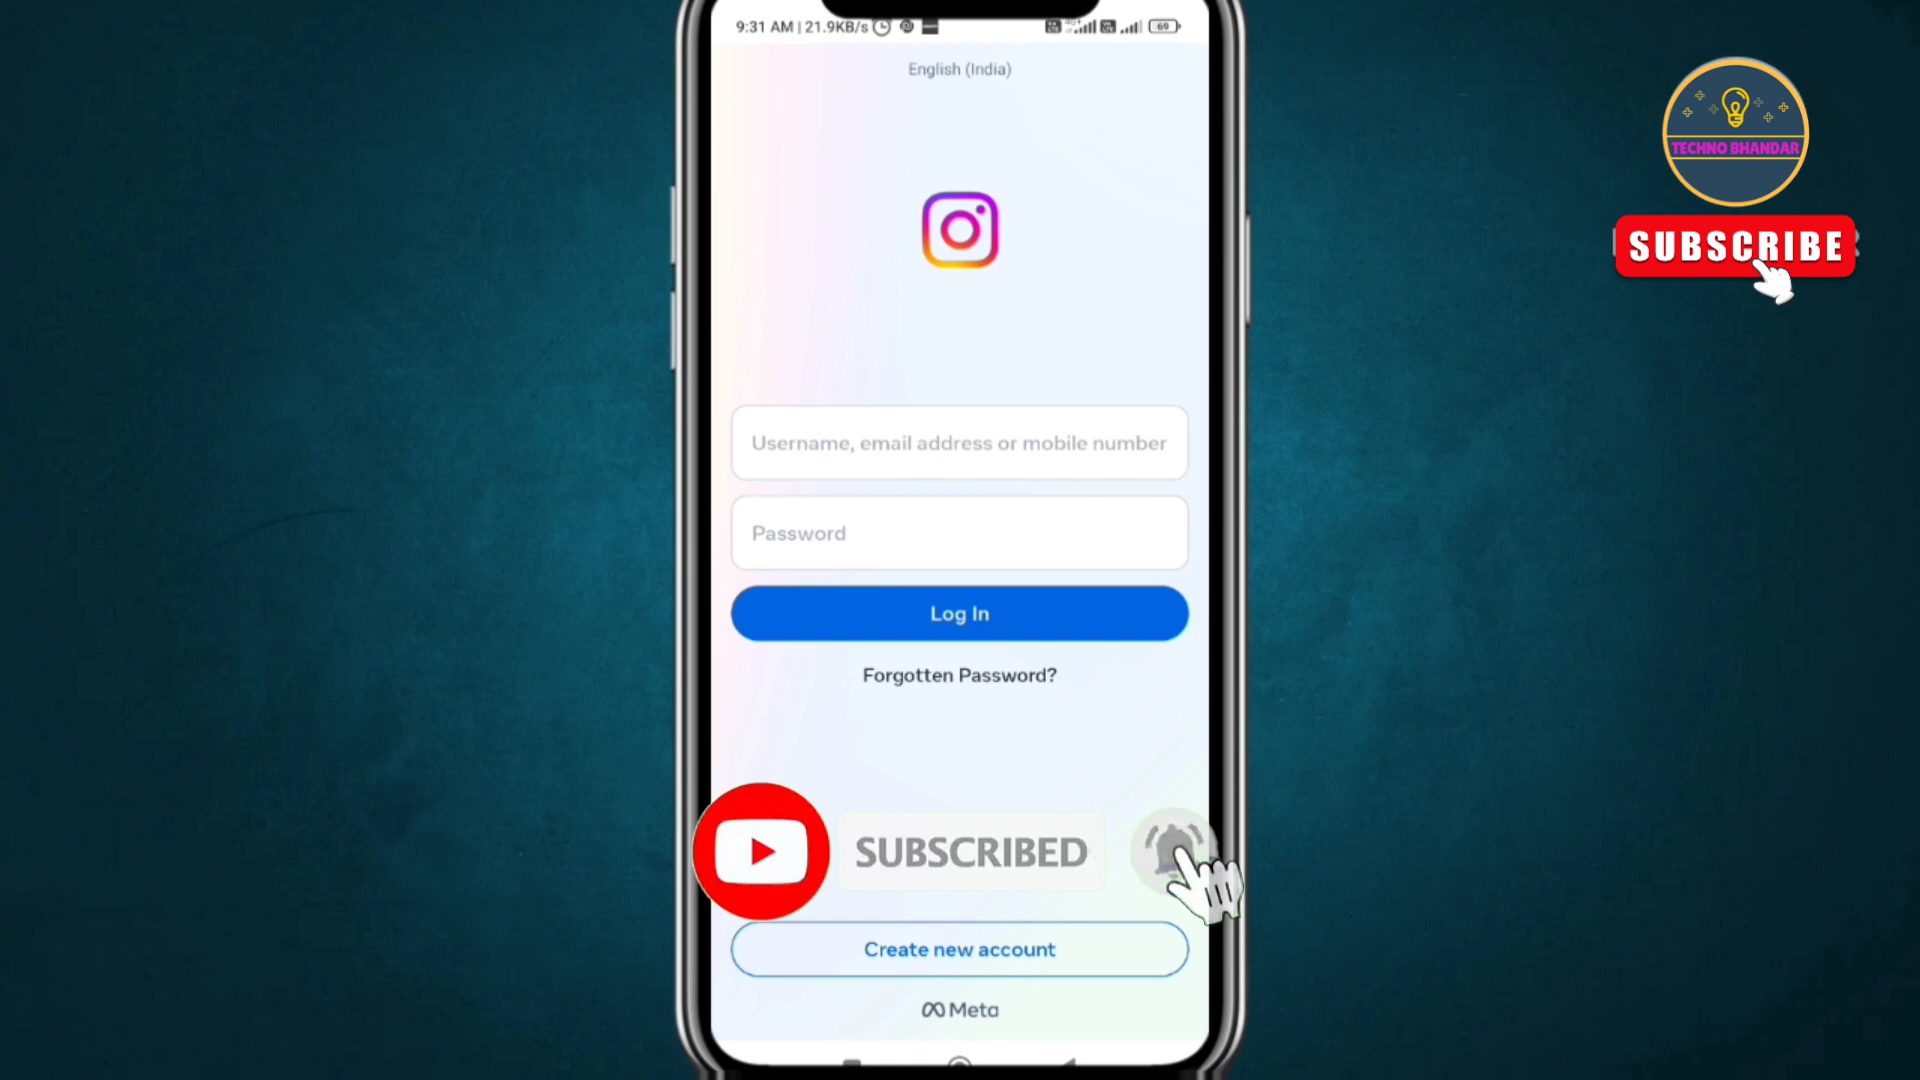 9:31 AM | 21.9KB/s
69
English (India)
TECHNO BHANDAR
SUBSCRIBE
Username, email address or mobile number
Password
Log In
Forgotten Password?
SUBSCRIBED
Create new account
Meta